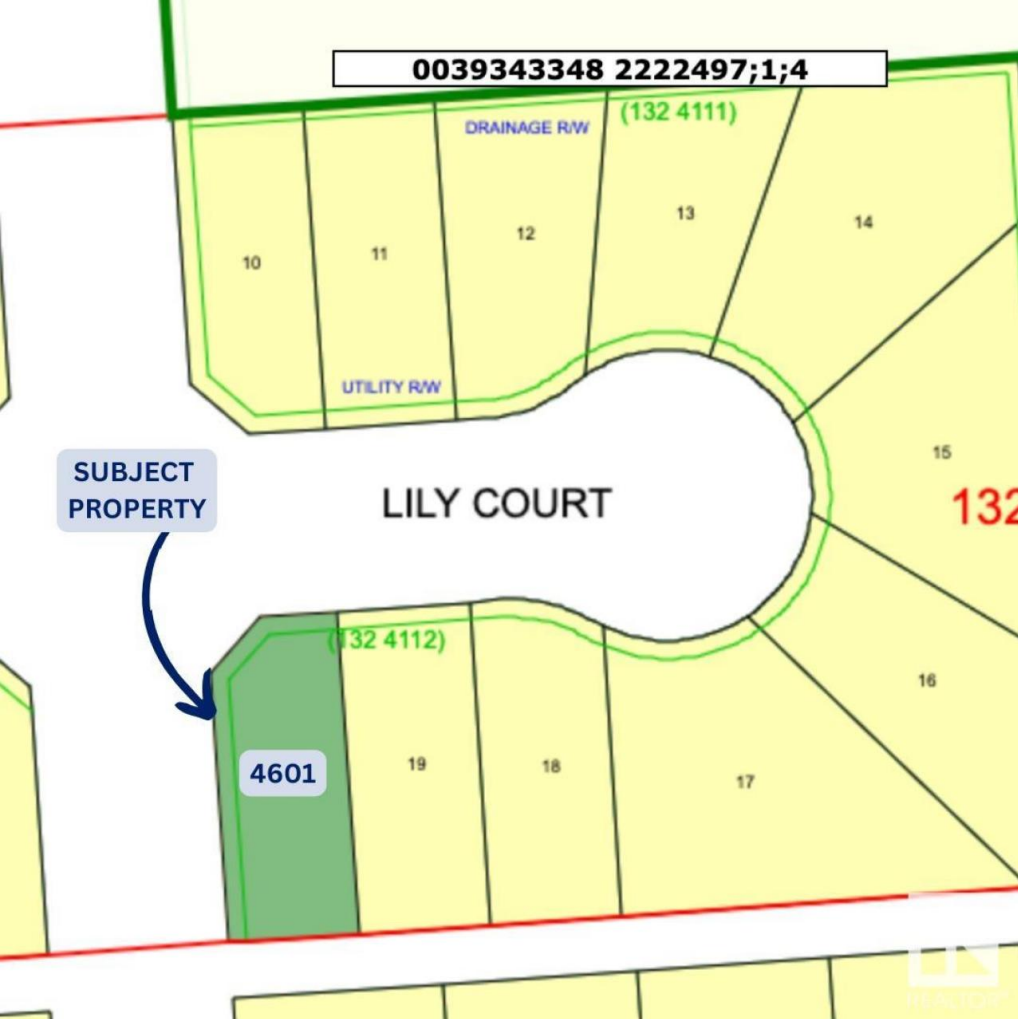 0039343348 2222497;1;4
(132 4111)
DRAINAGE R/W
10
11
12
13
14
UTILITY R/W
SUBJECT
PROPERTY
LILY COURT
15
132
(132 4112)
16
4601
19
18
17
REALTOR